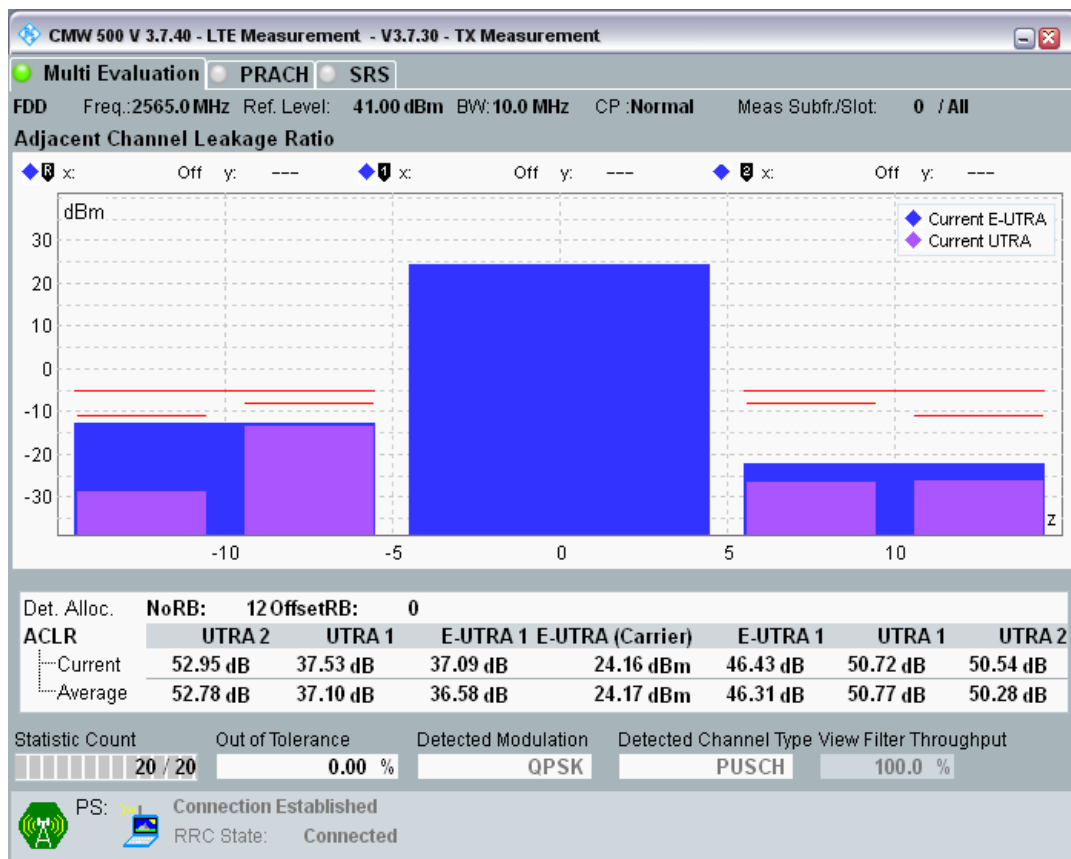 CMW 500 V 3.7.40 - LTE Measurement - V3.7.30 - TX Measurement
Multi Evaluation PRACH SRS
FDD Freq.:2565.0 MHz Ref. Level: 41.00 dBm BW:10.0 MHz CP :Normal Meas Subfr./Slot: 0 / All
Adjacent Channel Leakage Ratio
R x: Off y: --- 1 x: Off y: --- 2 x: Off y: ---
dBm
Current E-UTRA
Current UTRA
30
20
10
0
-10
-20
-30
z
-10 -5 0 5 10
Det. Alloc. NoRB: 12 OffsetRB: 0
ACLR UTRA 2 UTRA 1 E-UTRA 1 E-UTRA (Carrier) E-UTRA 1 UTRA 1 UTRA 2
Current 52.95 dB 37.53 dB 37.09 dB 24.16 dBm 46.43 dB 50.72 dB 50.54 dB
Average 52.78 dB 37.10 dB 36.58 dB 24.17 dBm 46.31 dB 50.77 dB 50.28 dB
Statistic Count Out of Tolerance Detected Modulation Detected Channel Type View Filter Throughput
20 / 20 0.00 % QPSK PUSCH 100.0 %
PS: Connection Established
RRC State: Connected